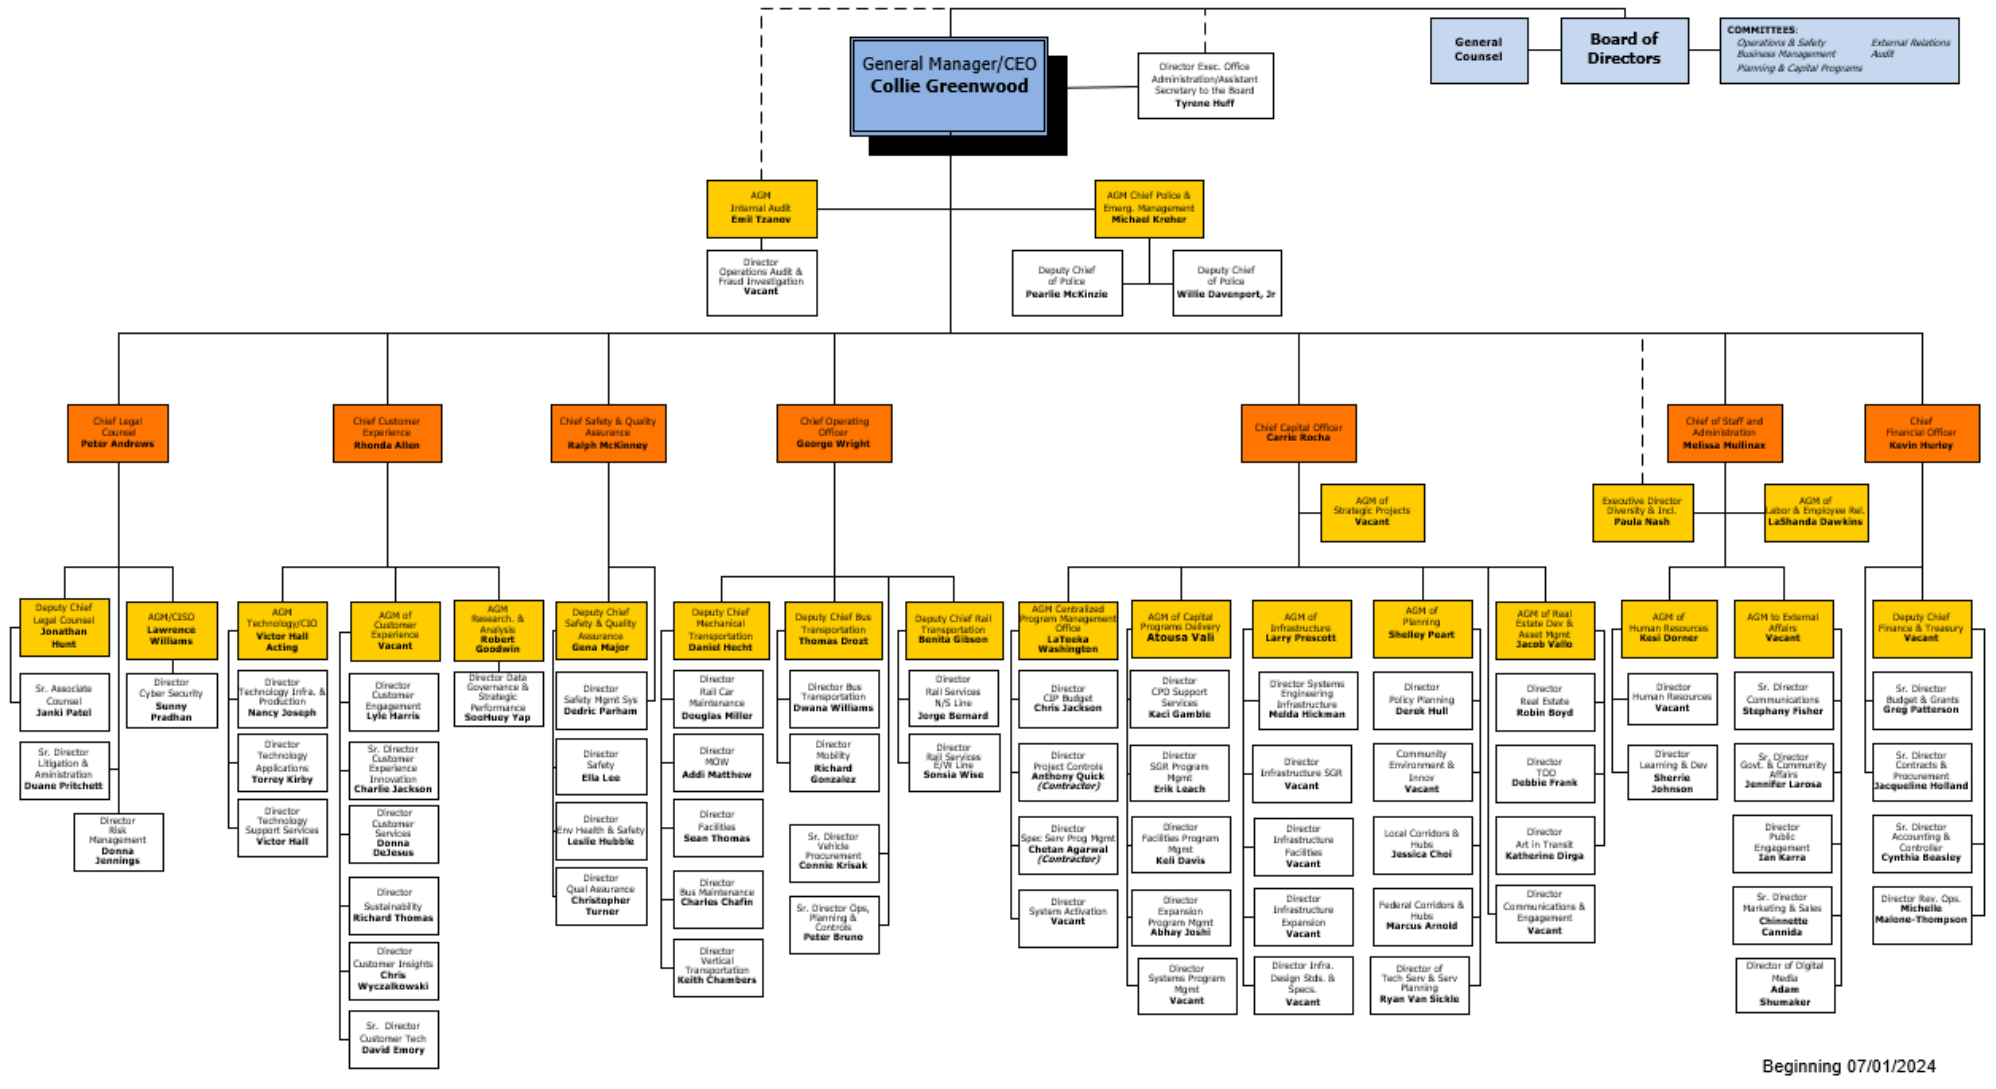 General Manager/CEO
Collie Greenwood
Director Exec. Office
Administration/Assistant
Secretary to the Board
Tyrene Huff
General
Counsel
Board of
Directors
COMMITTEES:
Operations & Safety
External Relations
Business Management
Audit
Planning & Capital Programs
AGM
Internal Audit
Emil Tzanov
AGM Chief Police &
Emerg. Management
Michael Kreher
Director
Operations Audit &
Fraud Investigation
Vacant
Deputy Chief
of Police
Pearlie McKinzie
Deputy Chief
of Police
Willie Davenport, Jr
Chief Legal
Counsel
Peter Andrews
Chief Customer
Experience
Rhonda Allen
Chief Safety & Quality
Assurance
Ralph McKinney
Chief Operating
Officer
George Wright
Chief Capital Officer
Carrie Rocha
Chief of Staff and
Administration
Melissa Mullinax
Chief
Financial Officer
Kevin Hurley
AGM of
Strategic Projects
Vacant
Executive Director
Diversity & Incl.
Paula Nash
AGM of
Labor & Employee Rel.
LaShanda Dawkins
Deputy Chief
Legal Counsel
Jonathan
Hunt
AGM/CISO
Lawrence
Williams
AGM
Technology/CIO
Victor Hall
Acting
AGM of
Customer
Experience
Vacant
AGM
Research. &
Analysis
Robert
Goodwin
Deputy Chief
Safety & Quality
Assurance
Gena Major
Deputy Chief
Mechanical
Transportation
Daniel Hecht
Deputy Chief Bus
Transportation
Thomas Drozt
Deputy Chief Rail
Transportation
Benita Gibson
AGM Centralized
Program Management
Office
LaTeeka
Washington
AGM of Capital
Programs Delivery
Atousa Vali
AGM of
Infrastructure
Larry Prescott
AGM of
Planning
Shelley Peart
AGM of Real
Estate Dev &
Asset Mgmt
Jacob Vallo
AGM of
Human Resources
Kesi Dorner
AGM to External
Affairs
Vacant
Deputy Chief
Finance & Treasury
Vacant
Sr. Associate
Counsel
Janki Patel
Director
Cyber Security
Sunny
Pradhan
Director
Technology Infra. &
Production
Nancy Joseph
Director
Customer
Engagement
Lyle Harris
Director Data
Governance &
Strategic
Performance
SooHuey Yap
Director
Safety Mgmt Sys
Dedric Parham
Director
Rail Car
Maintenance
Douglas Miller
Director Bus
Transportation
Dwana Williams
Director
Rail Services
N/S Line
Jorge Bernard
Director
CIP Budget
Chris Jackson
Director
CPD Support
Services
Kaci Gamble
Director Systems
Engineering
Infrastructure
Melda Hickman
Director
Policy Planning
Derek Hull
Director
Real Estate
Robin Boyd
Director
Human Resources
Vacant
Sr. Director
Communications
Stephany Fisher
Sr. Director
Budget & Grants
Greg Patterson
Sr. Director
Litigation &
Aministration
Duane Pritchett
Director
Technology
Applications
Torrey Kirby
Sr. Director
Customer
Experience
Innovation
Charlie Jackson
Director
Safety
Ella Lee
Director
MOW
Addi Matthew
Director
Mobility
Richard
Gonzalez
Director
Rail Services
E/W Line
Sonsia Wise
Director
Project Controls
Anthony Quick
(Contractor)
Director
SGR Program
Mgmt
Erik Leach
Director
Infrastructure SGR
Vacant
Community
Environment &
Innov
Vacant
Director
TOD
Debbie Frank
Director
Learning & Dev
Sherrie
Johnson
Sr. Director
Govt. & Community
Affairs
Jennifer Larosa
Sr. Director
Contracts &
Procurement
Jacqueline Holland
Director
Risk
Management
Donna
Jennings
Director
Technology
Support Services
Victor Hall
Director
Customer
Services
Donna
DeJesus
Director
Env Health & Safety
Leslie Hubble
Director
Facilities
Sean Thomas
Sr. Director
Vehicle
Procurement
Connie Krisak
Director
Spec Serv Prog Mgmt
Chetan Agarwal
(Contractor)
Director
Facilities Program
Mgmt
Keli Davis
Director
Infrastructure
Facilities
Vacant
Local Corridors &
Hubs
Jessica Choi
Director
Art in Transit
Katherine Dirga
Director
Public
Engagement
Ian Karra
Sr. Director
Accounting &
Controller
Cynthia Beasley
Director
Sustainability
Richard Thomas
Director
Qual Assurance
Christopher
Turner
Director
Bus Maintenance
Charles Chafin
Sr. Director Ops,
Planning &
Controls
Peter Bruno
Director
System Activation
Vacant
Director
Expansion
Program Mgmt
Abhay Joshi
Director
Infrastructure
Expansion
Vacant
Federal Corridors &
Hubs
Marcus Arnold
Director
Communications &
Engagement
Vacant
Sr. Director
Marketing & Sales
Chinnette
Cannida
Director Rev. Ops.
Michelle
Malone-Thompson
Director
Customer Insights
Chris
Wyczalkowski
Director
Vertical
Transportation
Keith Chambers
Director
Systems Program
Mgmt
Vacant
Director Infra.
Design Stds. &
Specs.
Vacant
Director of
Tech Serv & Serv
Planning
Ryan Van Sickle
Director of Digital
Media
Adam
Shumaker
Sr. Director
Customer Tech
David Emory
Beginning 07/01/2024